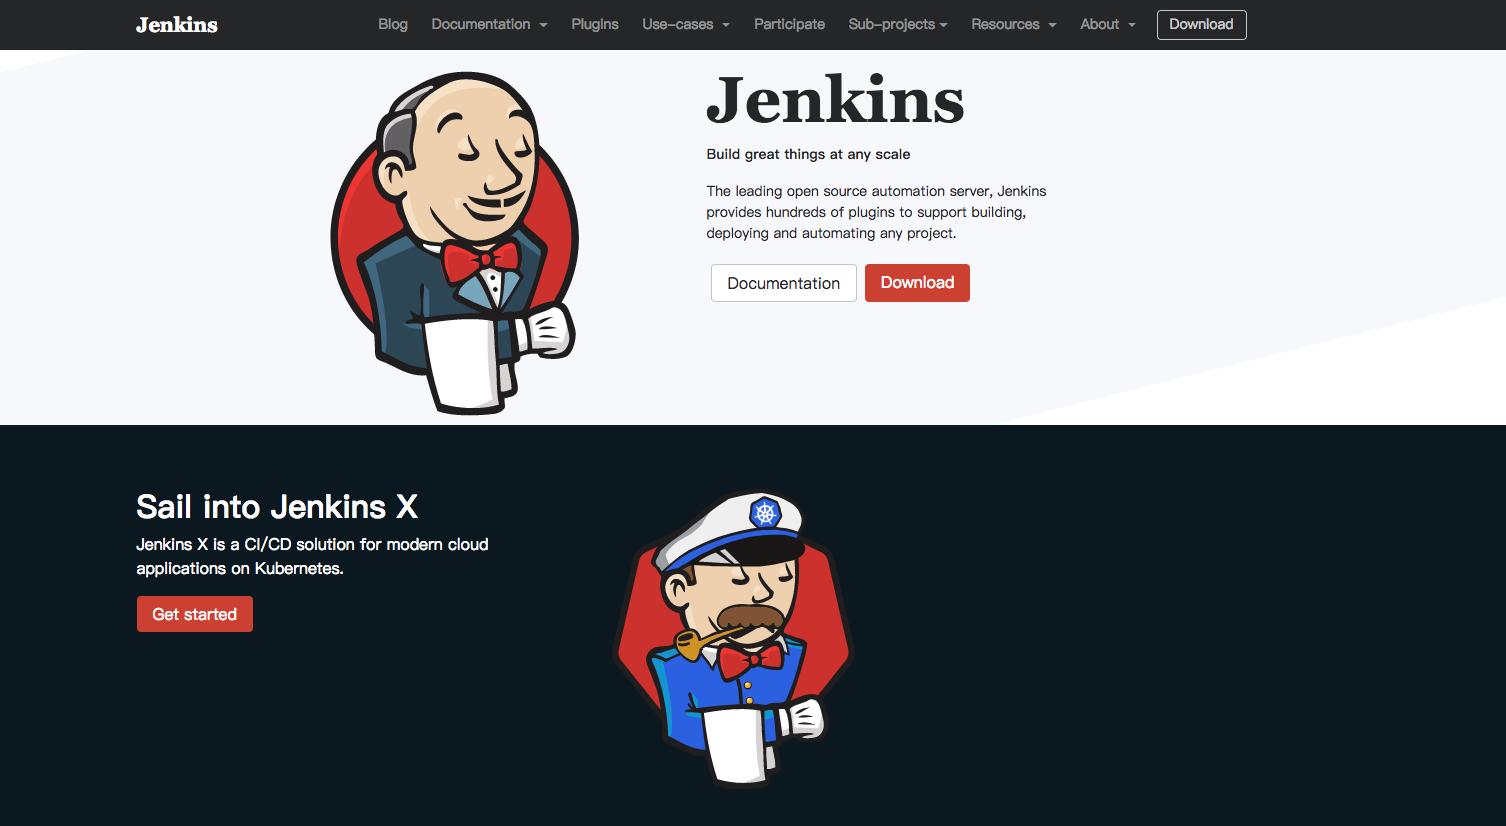 Jenkins
Blog Documentation Plugins Use-cases Participate Sub-projects Resources About Download
Jenkins
Build great things at any scale
The leading open source automation server, Jenkins
provides hundreds of plugins to support building,
deploying and automating any project.
Documentation Download
Sail into Jenkins X
Jenkins X is a CI/CD solution for modern cloud
applications on Kubernetes.
Get started